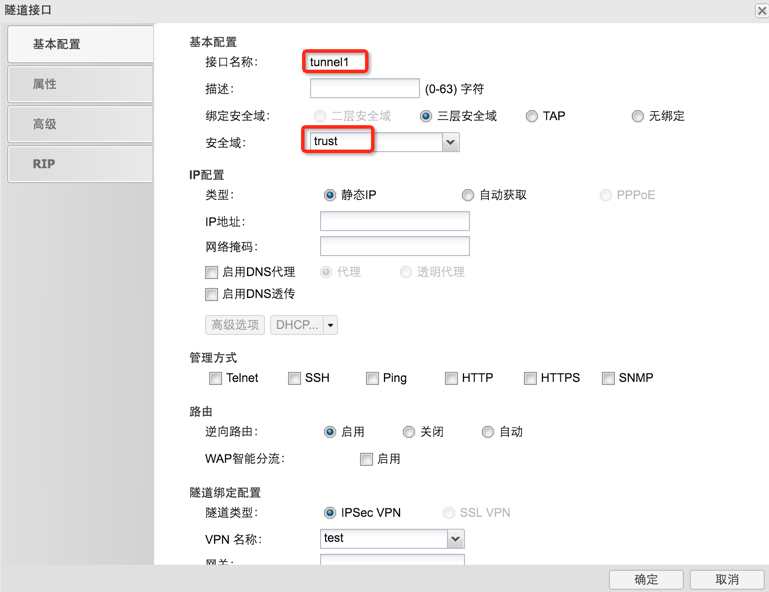 隧道接口
基本配置
属性
高级
RIP
基本配置
接口名称: tunnel1
描述: (0-63) 字符
绑定安全域: 二层安全域 三层安全域 TAP 无绑定
安全域: trust
IP配置
类型: 静态IP 自动获取 PPPoE
IP地址:
网络掩码:
启用DNS代理 代理 透明代理
启用DNS透传
高级选项 DHCP...
管理方式
Telnet SSH Ping HTTP HTTPS SNMP
路由
逆向路由: 启用 关闭 自动
WAP智能分流: 启用
隧道绑定配置
隧道类型: IPSec VPN SSL VPN
VPN 名称: test
网关:
确定 取消